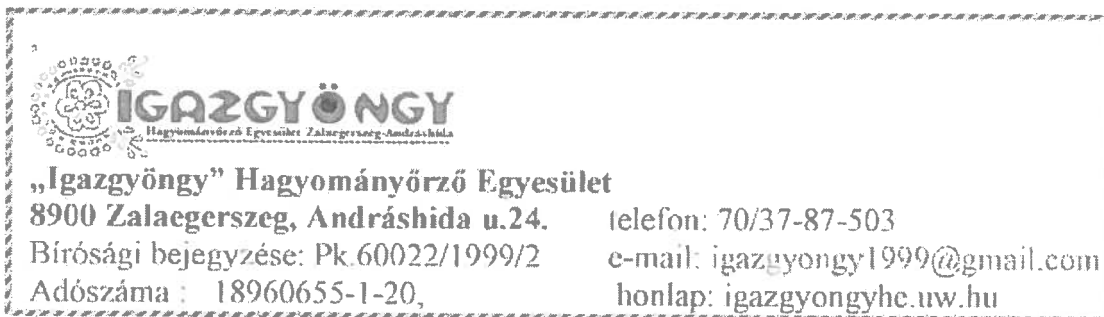 IGAZGYÖNGY
Hagyományőrző Egyesület Zalaegerszeg-Andráshida
„Igazgyöngy” Hagyományőrző Egyesület
8900 Zalaegerszeg, Andráshida u.24. telefon: 70/37-87-503
Bírósági bejegyzése: Pk.60022/1999/2 e-mail: igazgyongy1999@gmail.com
Adószáma : 18960655-1-20, honlap: igazgyongyhe.uw.hu